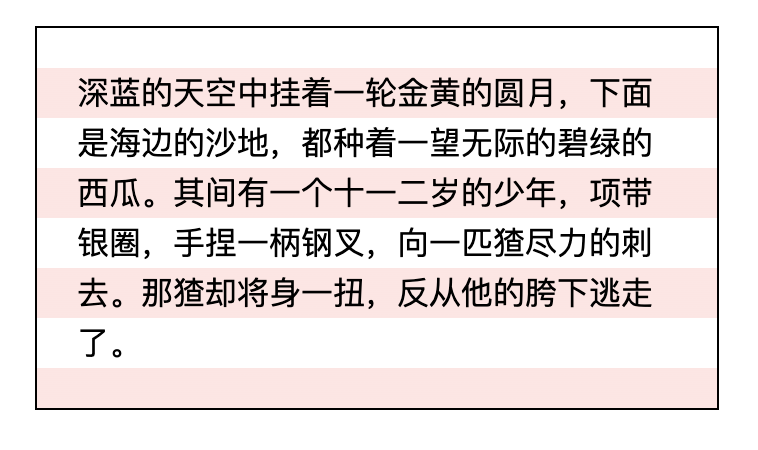 深蓝的天空中挂着一轮金黄的圆月，下面
是海边的沙地，都种着一望无际的碧绿的
西瓜。其间有一个十一二岁的少年，项带
银圈，手捏一柄钢叉，向一匹猹尽力的刺
去。那猹却将身一扭，反从他的胯下逃走
了。